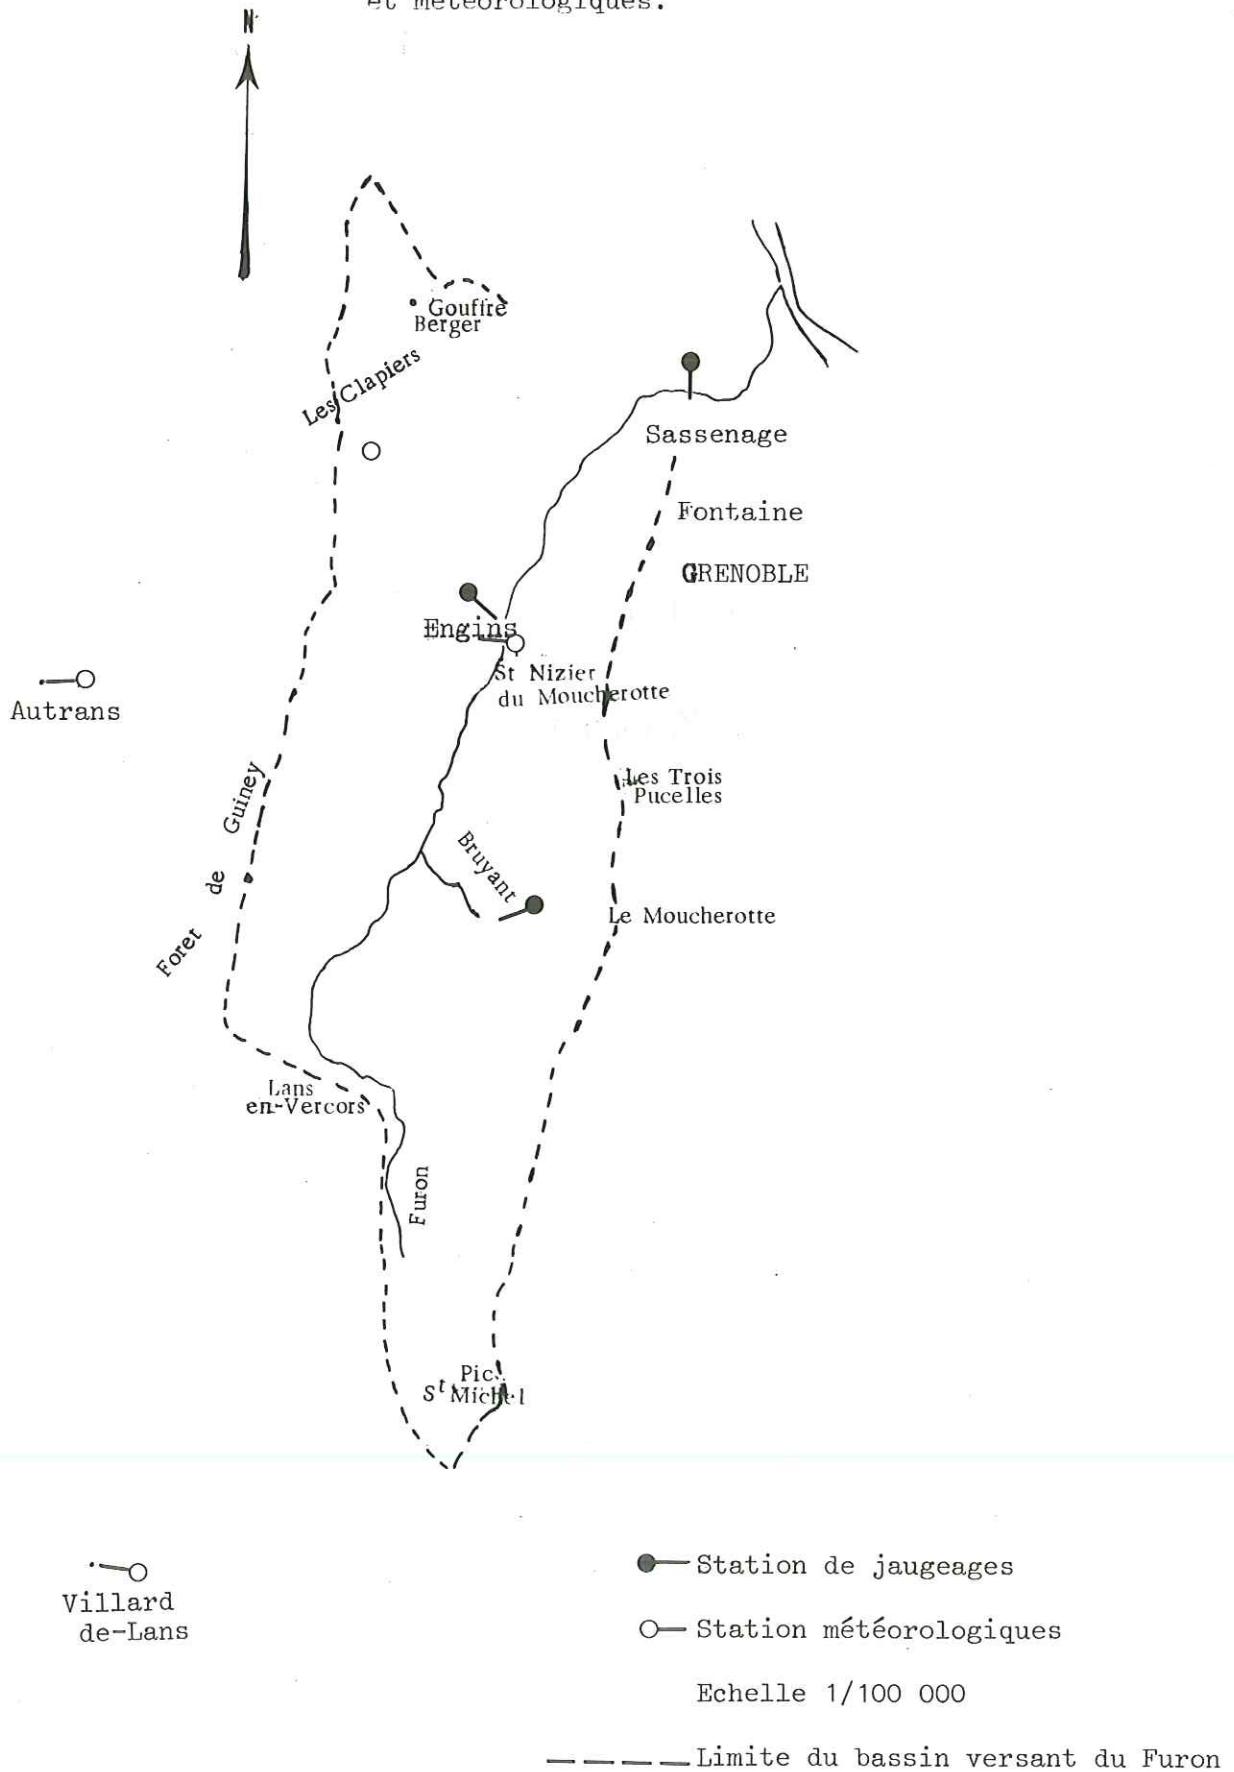 et météorologiques.
N
Gouffre
Berger
Les Clapiers
Sassenage
Fontaine
GRENOBLE
Engins
St Nizier
du Moucherotte
Autrans
Les Trois
Pucelles
Foret de Guiney
Bruyant
Le Moucherotte
Lans
en-Vercors
Furon
Pic
St Michel
Villard
de-Lans
Station de jaugeages
Station météorologiques
Echelle 1/100 000
Limite du bassin versant du Furon